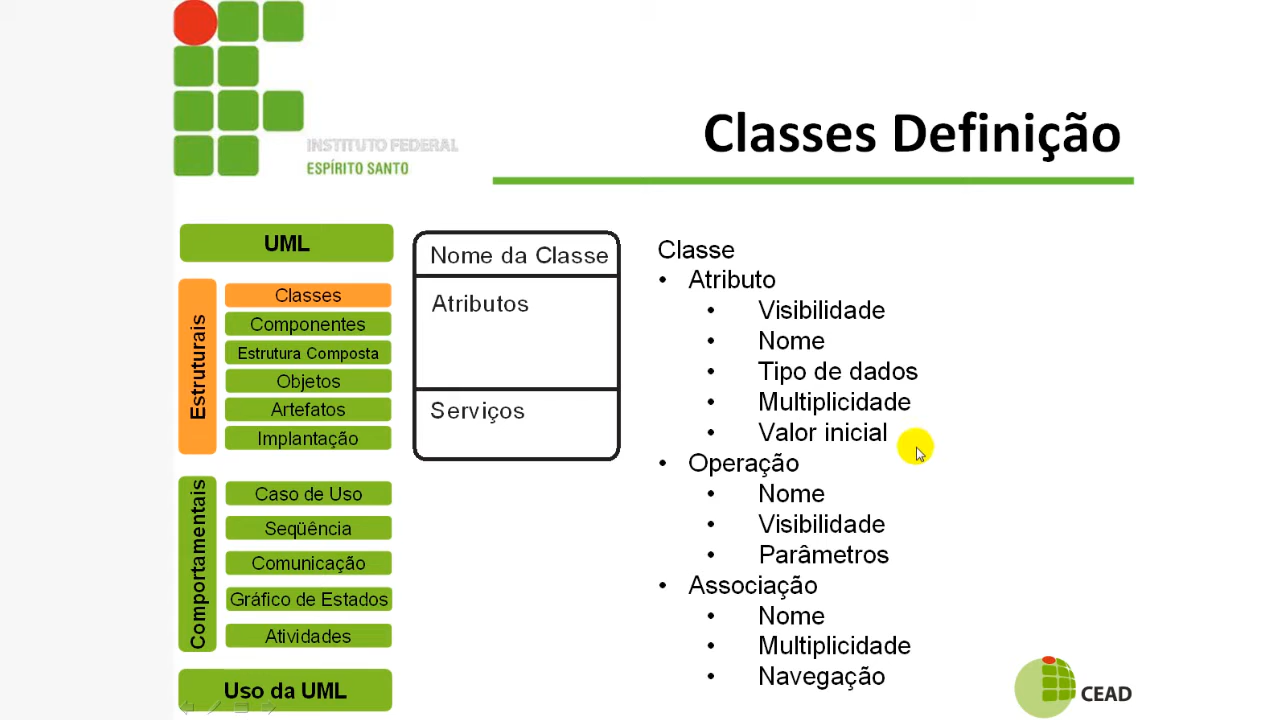 INSTITUTO FEDERAL
ESPÍRITO SANTO
Classes Definição
UML
Estruturais
Classes
Componentes
Estrutura Composta
Objetos
Artefatos
Implantação
Comportamentais
Caso de Uso
Seqüência
Comunicação
Gráfico de Estados
Atividades
Uso da UML
Nome da Classe
Atributos
Serviços
Classe
• Atributo
• Visibilidade
• Nome
• Tipo de dados
• Multiplicidade
• Valor inicial
• Operação
• Nome
• Visibilidade
• Parâmetros
• Associação
• Nome
• Multiplicidade
• Navegação
CEAD